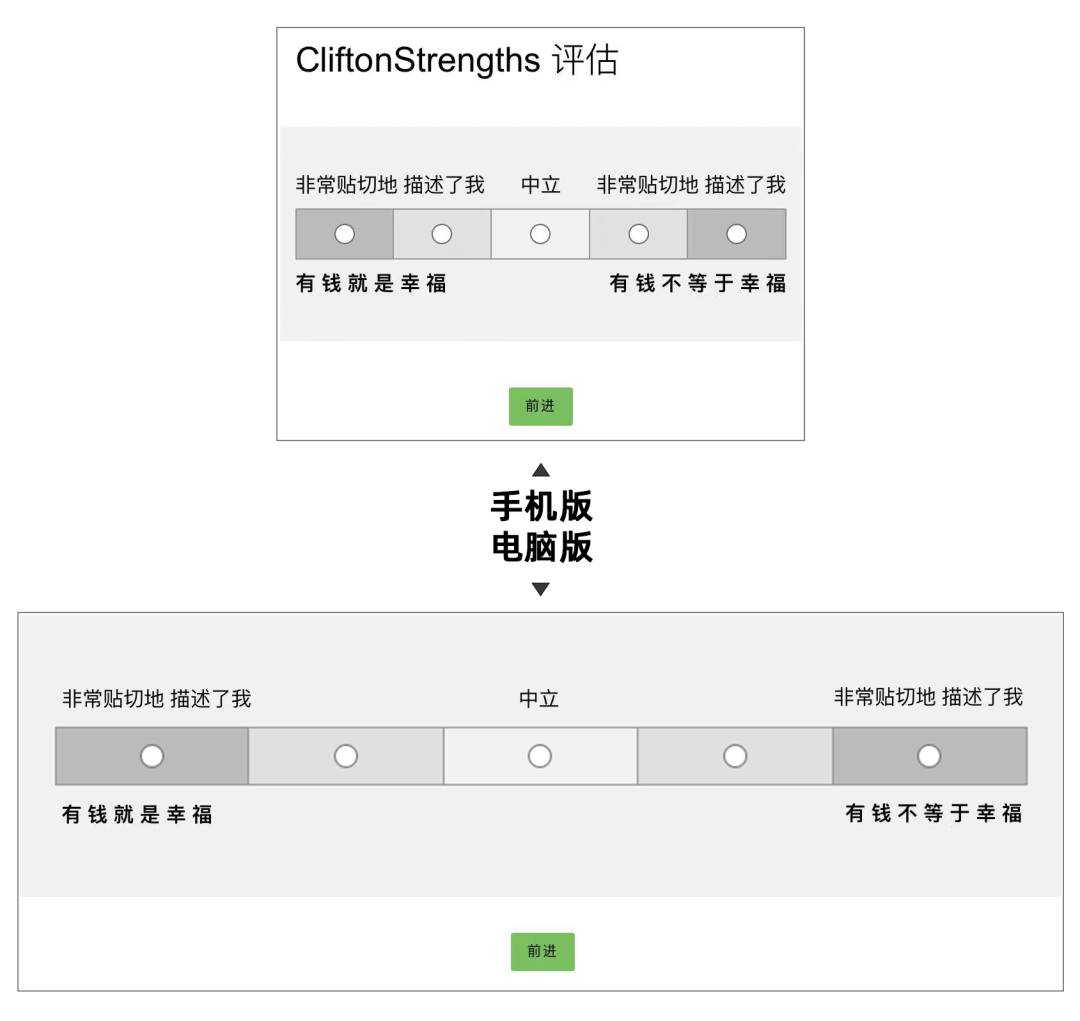 CliftonStrengths 评估
非常贴切地 描述了我 中立 非常贴切地 描述了我
有钱就是幸福 有钱不等于幸福
前进
手机版
电脑版
非常贴切地 描述了我 中立 非常贴切地 描述了我
有钱就是幸福 有钱不等于幸福
前进